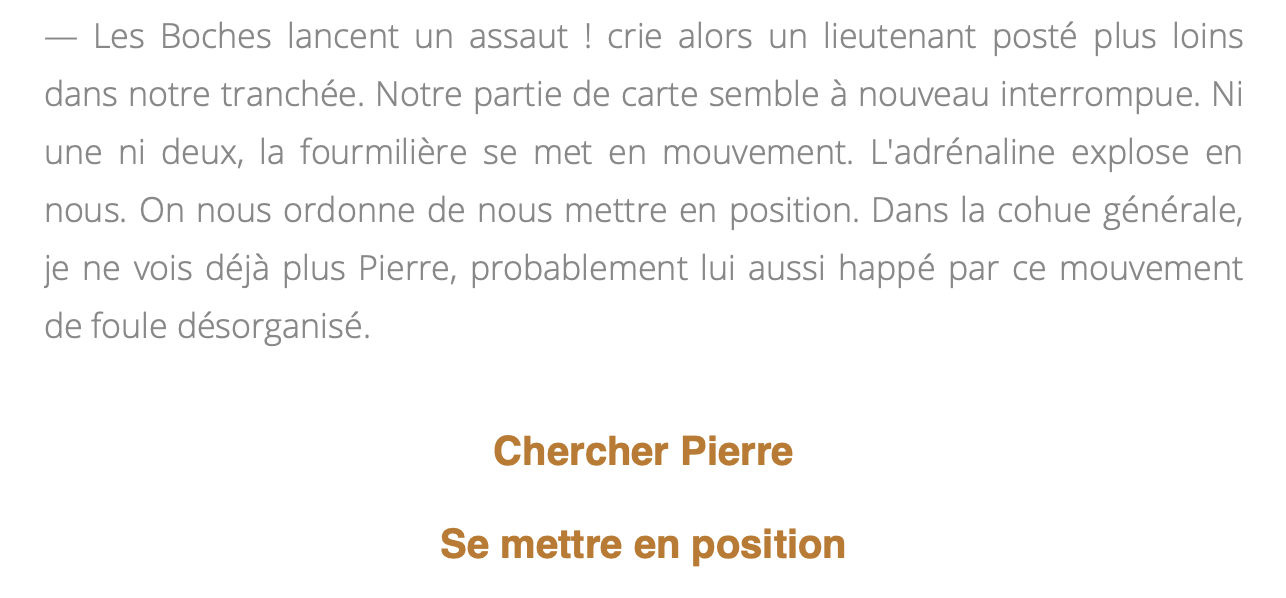 — Les Boches lancent un assaut ! crie alors un lieutenant posté plus loins
dans notre tranchée. Notre partie de carte semble à nouveau interrompue. Ni
une ni deux, la fourmilière se met en mouvement. L'adrénaline explose en
nous. On nous ordonne de nous mettre en position. Dans la cohue générale,
je ne vois déjà plus Pierre, probablement lui aussi happé par ce mouvement
de foule désorganisé.
Chercher Pierre
Se mettre en position